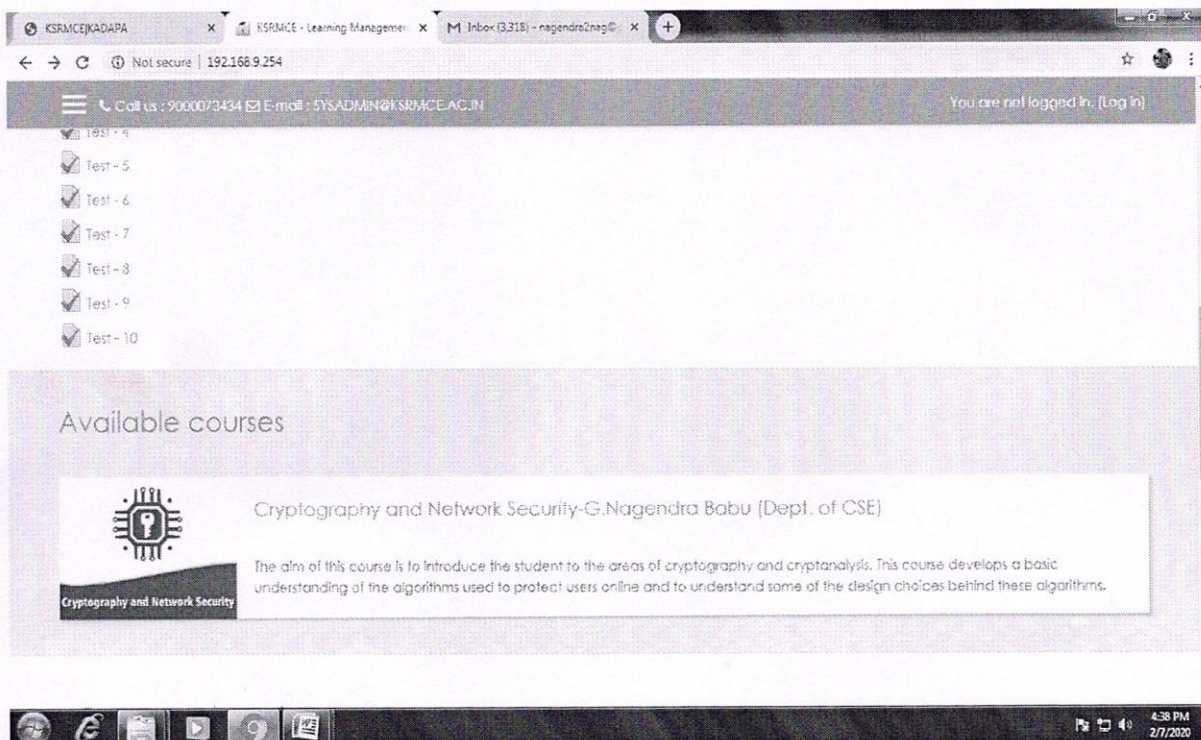 KSRMCE|KADAPA
KSRMCE - Learning Managemen
Inbox (3,318) - nagendra2nag@
Not secure | 192.168.9.254
Call us : 9000073434 E-mail : SYSADMIN@KSRMCE.AC.IN
You are not logged in. (Log in)
Test - 4
Test - 5
Test - 6
Test - 7
Test - 8
Test - 9
Test - 10
Available courses
Cryptography and Network Security
Cryptography and Network Security-G.Nagendra Babu (Dept. of CSE)
The aim of this course is to introduce the student to the areas of cryptography and cryptanalysis. This course develops a basic
understanding of the algorithms used to protect users online and to understand some of the design choices behind these algorithms.
4:38 PM
2/7/2020